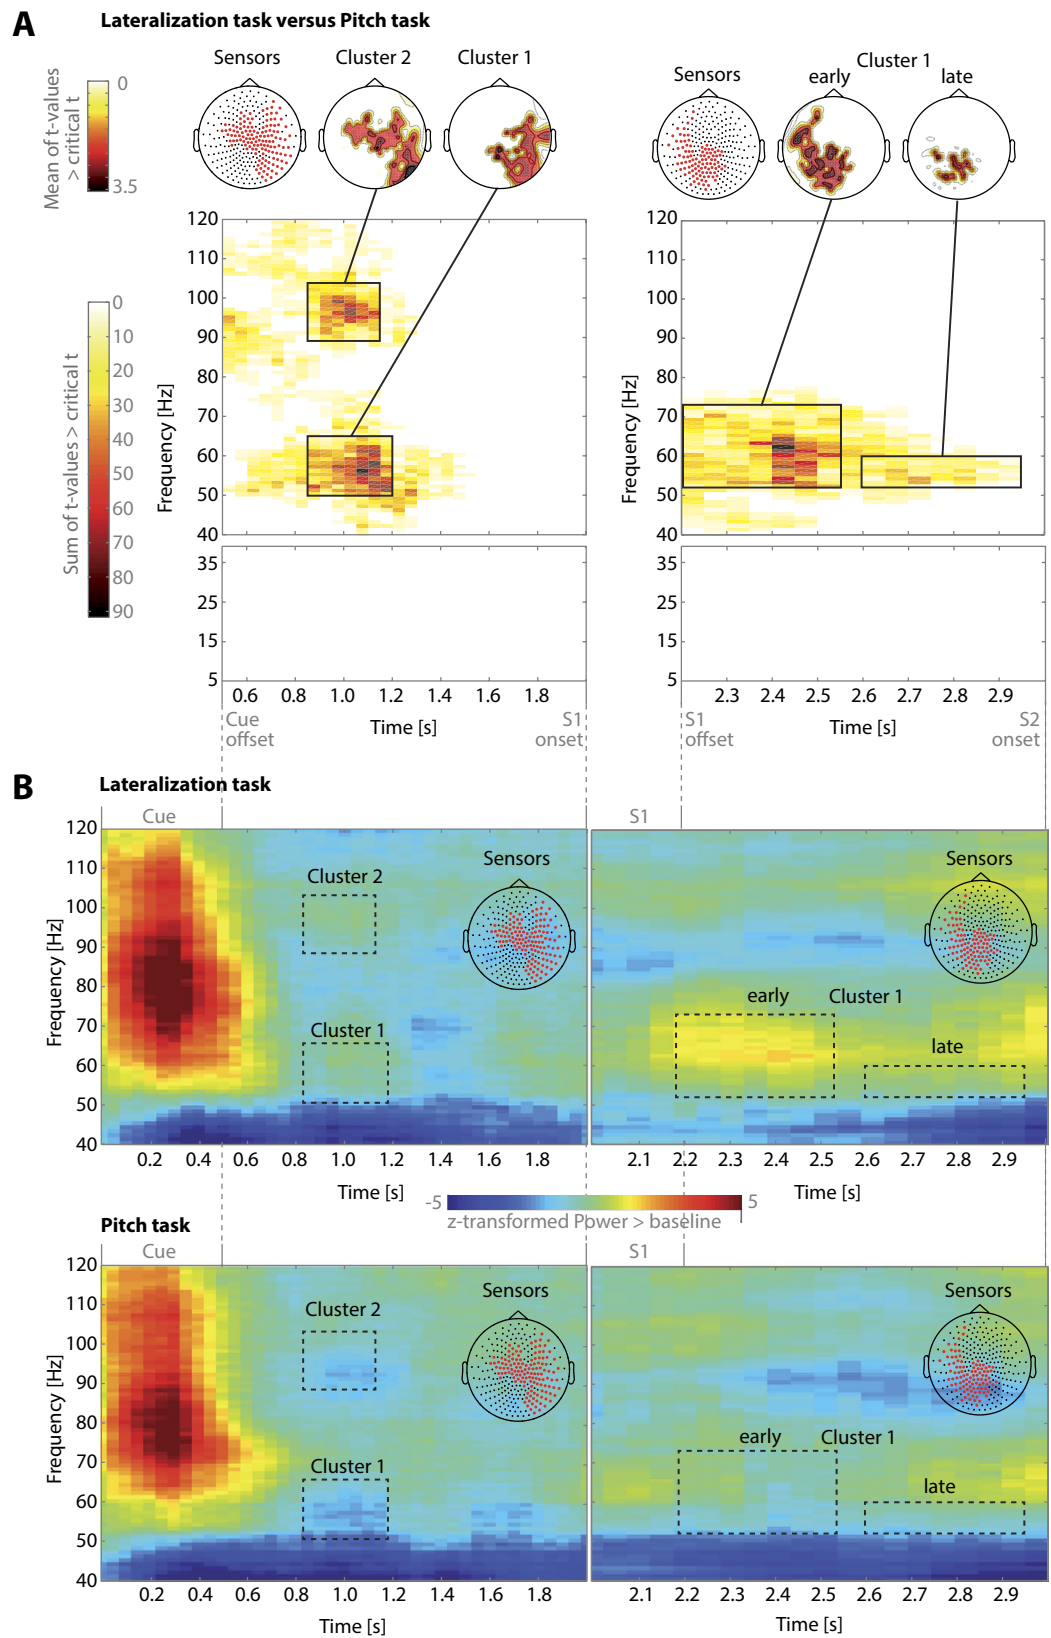 A Lateralization task versus Pitch task
Sensors Cluster 2 Cluster 1
Cluster 1
Sensors early late
Mean of t-values
> critical t
0
3.5
Sum of t-values > critical t
0
10
20
30
40
50
60
70
80
90
Frequency [Hz]
120
110
100
90
80
70
60
50
40
35
25
15
5
0.6 0.8 1.0 1.2 1.4 1.6 1.8
Time [s]
Cue
offset
S1
onset
Frequency [Hz]
120
110
100
90
80
70
60
50
40
35
25
15
5
2.3 2.4 2.5 2.6 2.7 2.8 2.9
Time [s]
S1
offset
S2
onset
B Lateralization task
Cue
S1
Frequency [Hz]
120
110
100
90
80
70
60
50
40
Cluster 2
Cluster 1
Sensors
0.2 0.4 0.6 0.8 1.0 1.2 1.4 1.6 1.8
Time [s]
Sensors
early Cluster 1
late
2.1 2.2 2.3 2.4 2.5 2.6 2.7 2.8 2.9
Time [s]
-5 5
z-transformed Power > baseline
Pitch task
Cue
S1
Frequency [Hz]
120
110
100
90
80
70
60
50
40
Cluster 2
Cluster 1
Sensors
0.2 0.4 0.6 0.8 1.0 1.2 1.4 1.6 1.8
Time [s]
Sensors
early Cluster 1
late
2.1 2.2 2.3 2.4 2.5 2.6 2.7 2.8 2.9
Time [s]